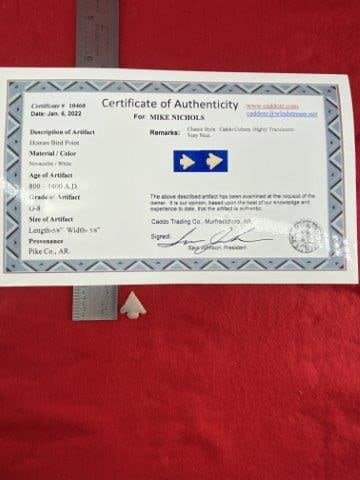 Certificate # 10468
Date: Jan. 6, 2022
Certificate of Authenticity
For: MIKE NICHOLS
www.caddotc.com
caddotc@windstream.net
Description of Artifact
Homan Bird Point
Material / Color
Novaculite / White
Age of Artifact
800 - 1400 A.D.
Grade of Artifact
G-8
Size of Artifact
Length-5/8" Width- 5/8"
Provenance
Pike Co., AR.
Remarks: Classic Style. Caddo Culture, Highly Translucent.
Very Nice.
The above described artifact has been examined at the request of the
owner. It is our opinion, based upon the best of our knowledge and
experience to date, that the artifact is authentic.
Caddo Trading Co., Murfreesboro, AR
Signed:
Sam Johnson, President